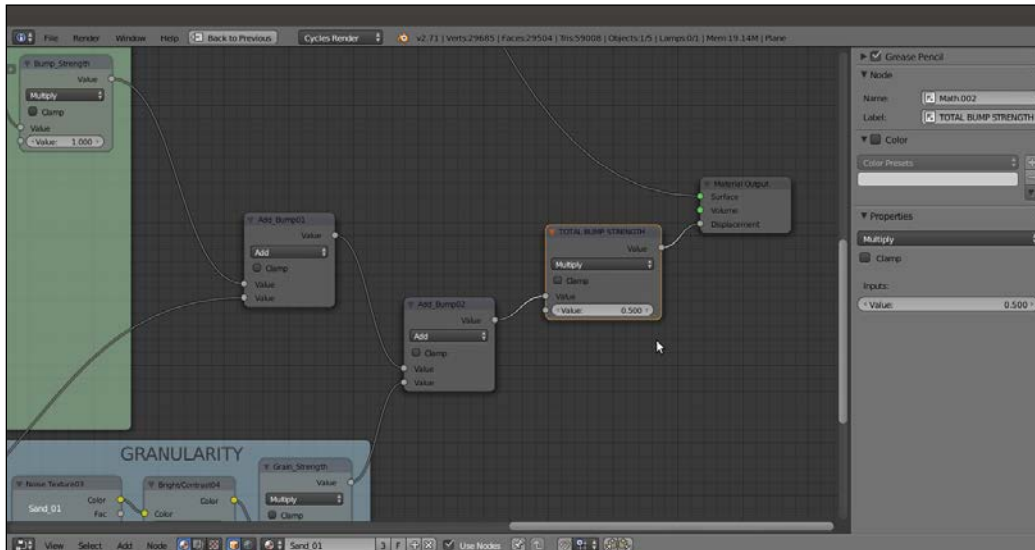 File Render Window Help Back to Previous Cycles Render v2.71 | Verts:29685 | Faces:29504 | Tris:59008 | Objects:1/5 | Lamps:0/1 | Mem:19.14M | Plane
Bump_Strength
Value
Multiply
Clamp
Value
Value: 1.000
Add_Bump01
Value
Add
Clamp
Value
Value
Add_Bump02
Value
Add
Clamp
Value
Value
TOTAL BUMP STRENGTH
Value
Multiply
Clamp
Value
Value: 0.500
Material Output
Surface
Volume
Displacement
GRANULARITY
Noise Texture03
Color
Fac
Sand_01
Bright/Contrast04
Color
Color
Grain_Strength
Value
Multiply
Clamp
Grease Pencil
Node
Name: Math.002
Label: TOTAL BUMP STRENGTH
Color
Color Presets
Properties
Multiply
Clamp
Inputs:
Value: 0.500
View Select Add Node Sand_01 3 F Use Nodes